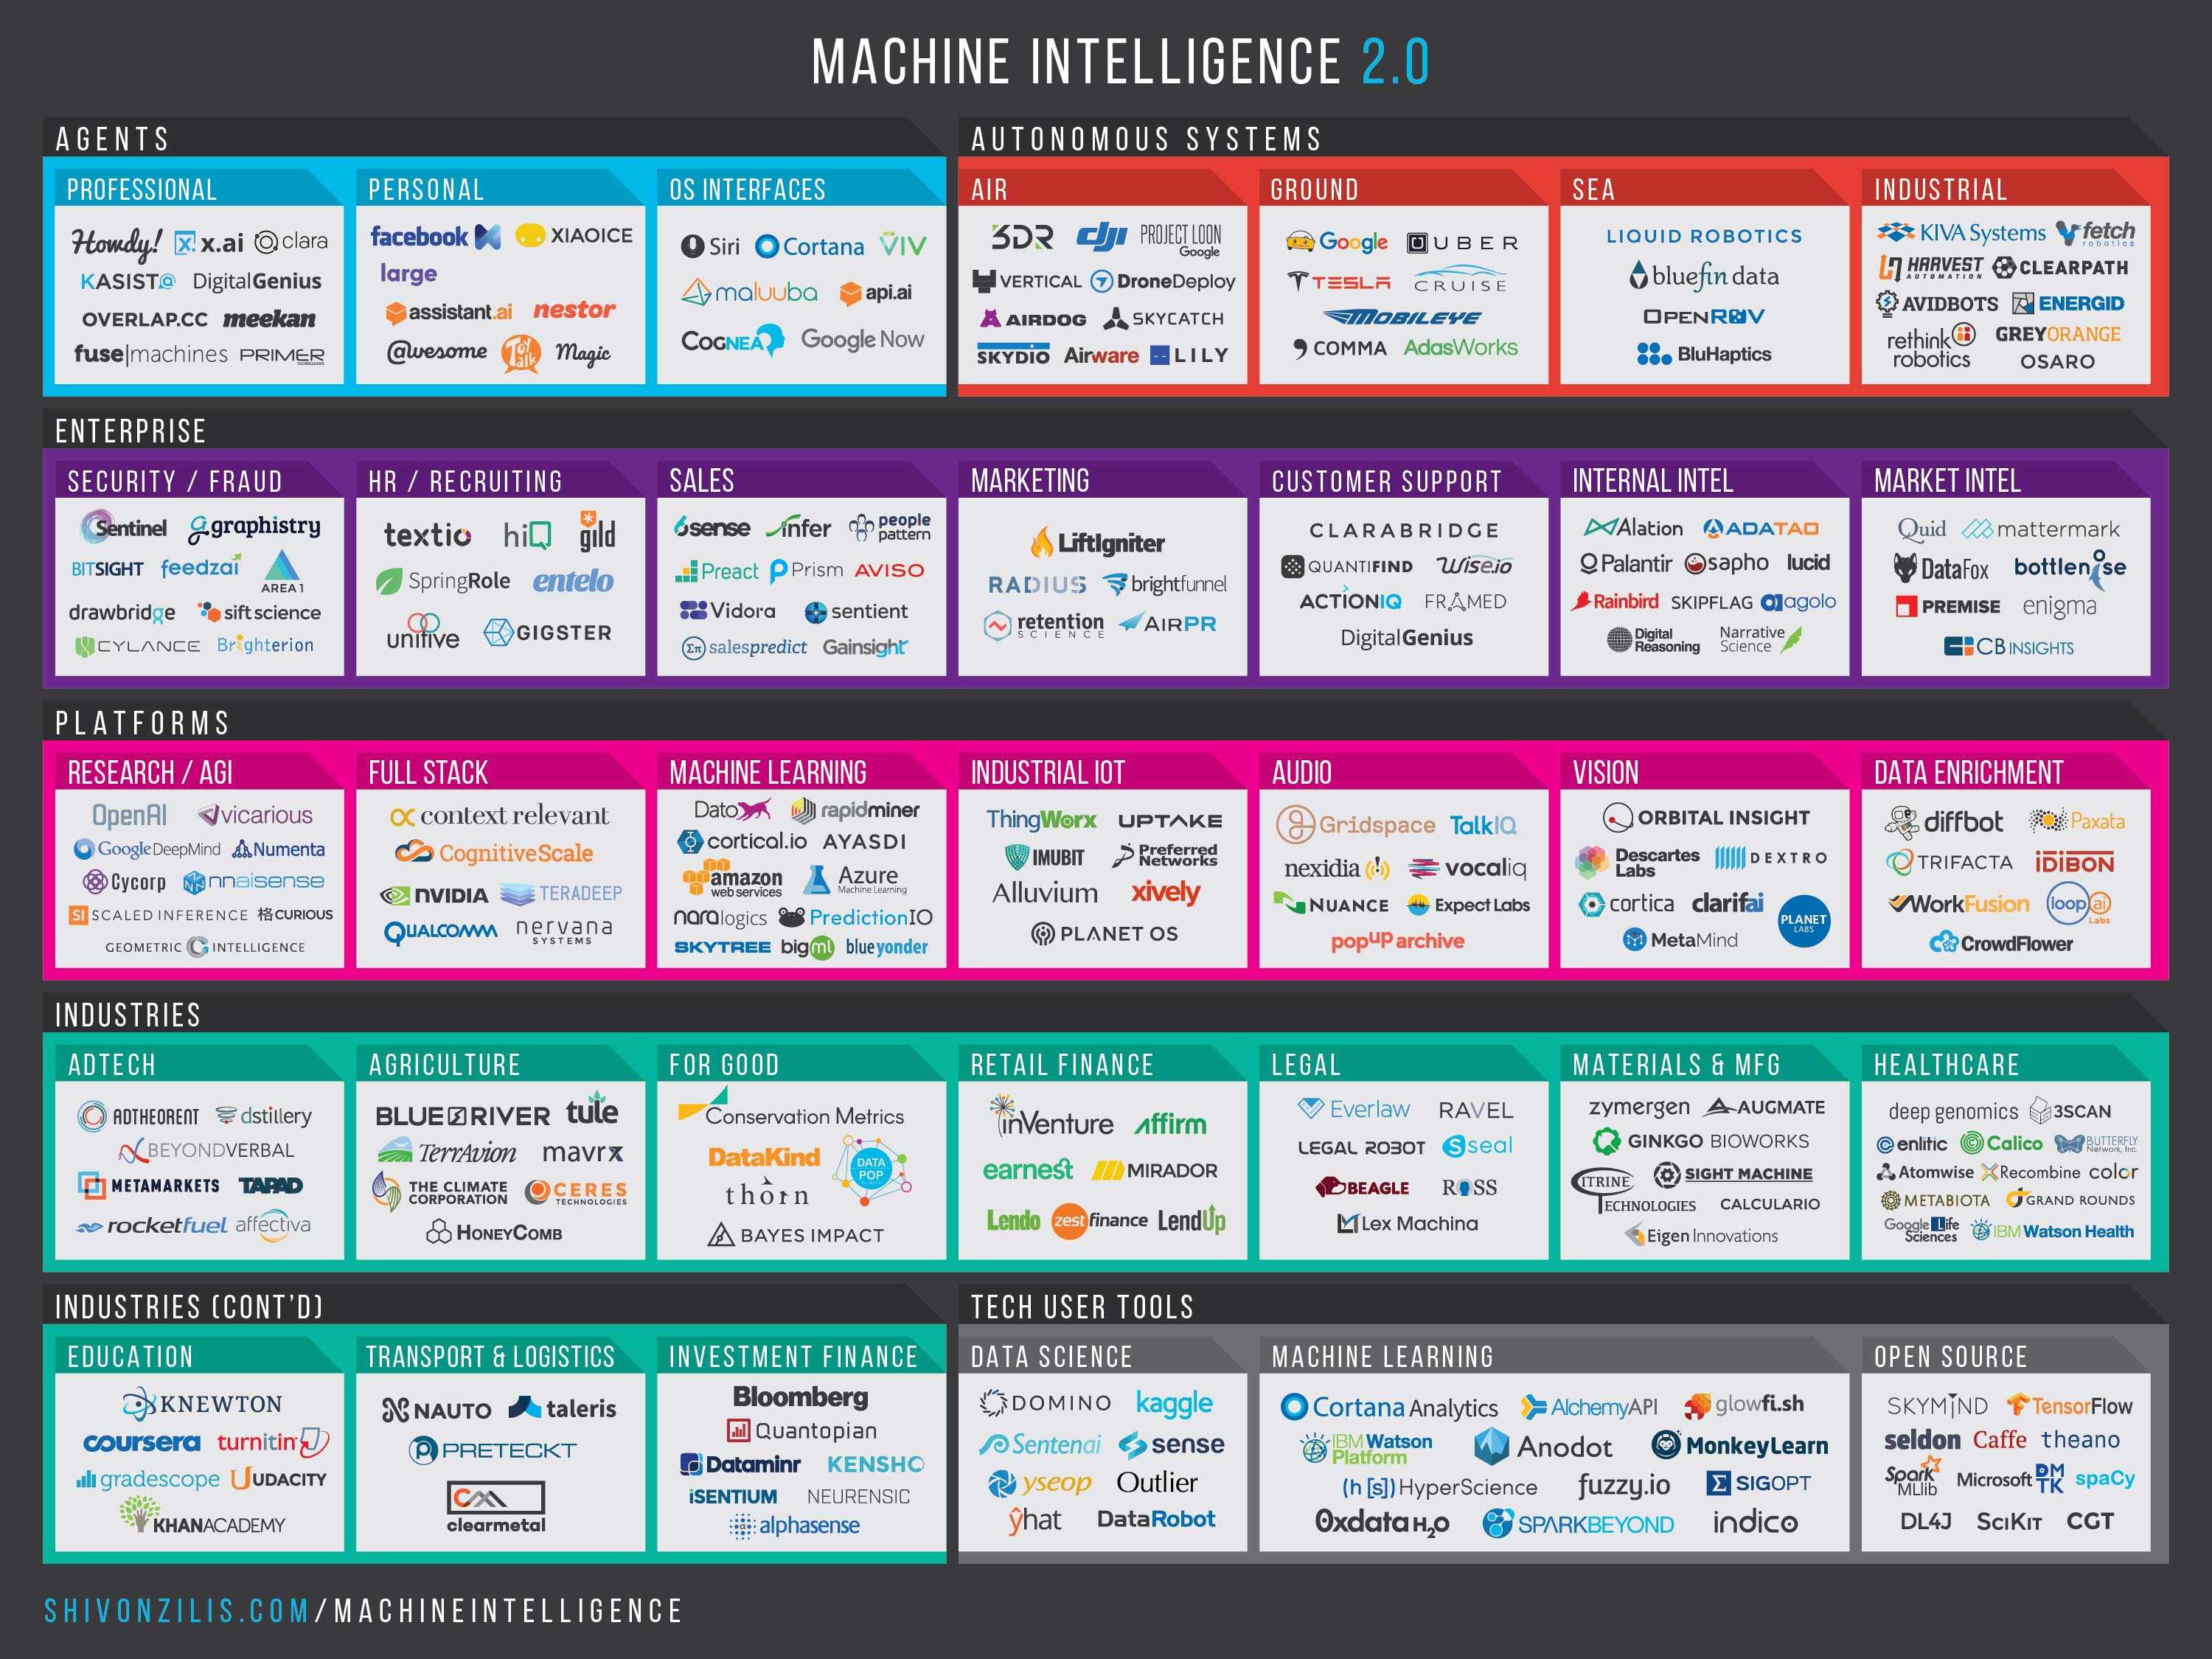 MACHINE INTELLIGENCE 2.0
AGENTS
PROFESSIONAL
Howdy! x.ai clara
KASIST@ DigitalGenius
OVERLAP.CC meekan
fuse|machines PRIMER
PERSONAL
facebook M XIAOICE
large
assistant.ai nestor
@wesome TalkTo! Magic
OS INTERFACES
Siri Cortana VIV
maluuba api.ai
COGNEA Google Now
AUTONOMOUS SYSTEMS
AIR
3DR dji PROJECT LOON Google
VERTICAL DroneDeploy
AIRDOG SKYCATCH
SKYDIO Airware LILY
GROUND
Google UBER
TESLA CRUISE
MOBILEYE
COMMA AdasWorks
SEA
LIQUID ROBOTICS
bluefin data
OPENROV
BluHaptics
INDUSTRIAL
KIVA Systems fetch robotics
HARVEST AUTOMATION CLEARPATH
AVIDBOTS ENERGID
rethink robotics GREYORANGE
OSARO
ENTERPRISE
SECURITY / FRAUD
Sentinel graphistry
BITSIGHT feedzai AREA 1
drawbridge sift science
CYLANCE Brighterion
HR / RECRUITING
textio hiQ gild
SpringRole entelo
unitive GIGSTER
SALES
6sense infer people pattern
Preact Prism AVISO
Vidora sentient
salespredict Gainsight
MARKETING
LiftIgniter
RADIUS brightfunnel
retention SCIENCE AIRPR
CUSTOMER SUPPORT
CLARABRIDGE
QUANTIFIND Wise.io
ACTIONIQ FRAMED
DigitalGenius
INTERNAL INTEL
Alation ADATAO
Palantir sapho lucid
Rainbird SKIPFLAG agolo
Digital Reasoning Narrative Science
MARKET INTEL
Quid mattermark
DataFox bottlenose
PREMISE enigma
CB INSIGHTS
PLATFORMS
RESEARCH / AGI
OpenAI vicarious
Google DeepMind Numenta
Cycorp nnaisense
SI SCALED INFERENCE 格CURIOUS
GEOMETRIC INTELLIGENCE
FULL STACK
context relevant
CognitiveScale
NVIDIA TERADEEP
QUALCOMM nervana SYSTEMS
MACHINE LEARNING
Dato rapidminer
cortical.io AYASDI
amazon web services Azure Machine Learning
naralogics PredictionIO
SKYTREE bigml blueyonder
INDUSTRIAL IOT
ThingWorx UPTAKE
IMUBIT Preferred Networks
Alluvium xively
PLANET OS
AUDIO
Gridspace TalkIQ
nexidia vocaliq
NUANCE Expect Labs
popup archive
VISION
ORBITAL INSIGHT
Descartes Labs DEXTRO
cortica clarifai PLANET LABS
MetaMind
DATA ENRICHMENT
diffbot Paxata
TRIFACTA iDiBON
WorkFusion loop ai Labs
CrowdFlower
INDUSTRIES
ADTECH
ADTHEORENT dstillery
BEYONDVERBAL
METAMARKETS TAPAD
rocketfuel affectiva
AGRICULTURE
BLUE RIVER tule
TerrAvion mavrx
THE CLIMATE CORPORATION CERES TECHNOLOGIES
HONEYCOMB
FOR GOOD
Conservation Metrics
DataKind DATA POP
thorn
BAYES IMPACT
RETAIL FINANCE
inVenture affirm
earnest MIRADOR
Lendo zest finance LendUp
LEGAL
Everlaw RAVEL
LEGAL ROBOT seal
BEAGLE ROSS
Lex Machina
MATERIALS & MFG
zymergen AUGMATE
GINKGO BIOWORKS
CITRINE TECHNOLOGIES SIGHT MACHINE
CALCULARIO
Eigen Innovations
HEALTHCARE
deep genomics 3SCAN
enlitic Calico BUTTERFLY Network, Inc.
Atomwise Recombine color
METABIOTA GRAND ROUNDS
Google Life Sciences IBM Watson Health
INDUSTRIES (CONT'D)
EDUCATION
KNEWTON
coursera turnitin
gradescope UDACITY
KHANACADEMY
TRANSPORT & LOGISTICS
NAUTO taleris
PRETECKT
clearmetal
INVESTMENT FINANCE
Bloomberg
Quantopian
Dataminr KENSHO
iSENTIUM NEURENSIC
alphasense
TECH USER TOOLS
DATA SCIENCE
DOMINO kaggle
Sentenai sense
yseop Outlier
ŷhat DataRobot
MACHINE LEARNING
Cortana Analytics AlchemyAPI glowfi.sh
IBM Watson Platform Anodot MonkeyLearn
(h[s]) HyperScience fuzzy.io SIGOPT
0xdata H2O SPARKBEYOND indico
OPEN SOURCE
SKYMIND TensorFlow
seldon Caffe theano
Spark MLlib Microsoft DMTK spaCy
DL4J SCIKIT CGT
SHIVONZILIS.COM/MACHINEINTELLIGENCE